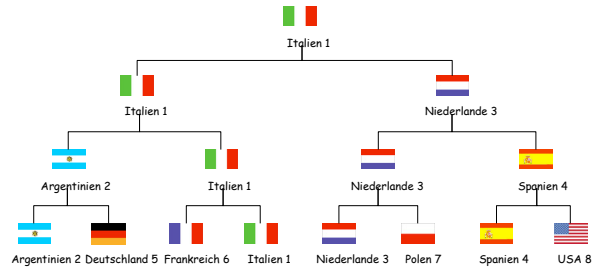 Italien 1
Italien 1
Niederlande 3
Argentinien 2
Italien 1
Niederlande 3
Spanien 4
Argentinien 2
Deutschland 5
Frankreich 6
Italien 1
Niederlande 3
Polen 7
Spanien 4
USA 8